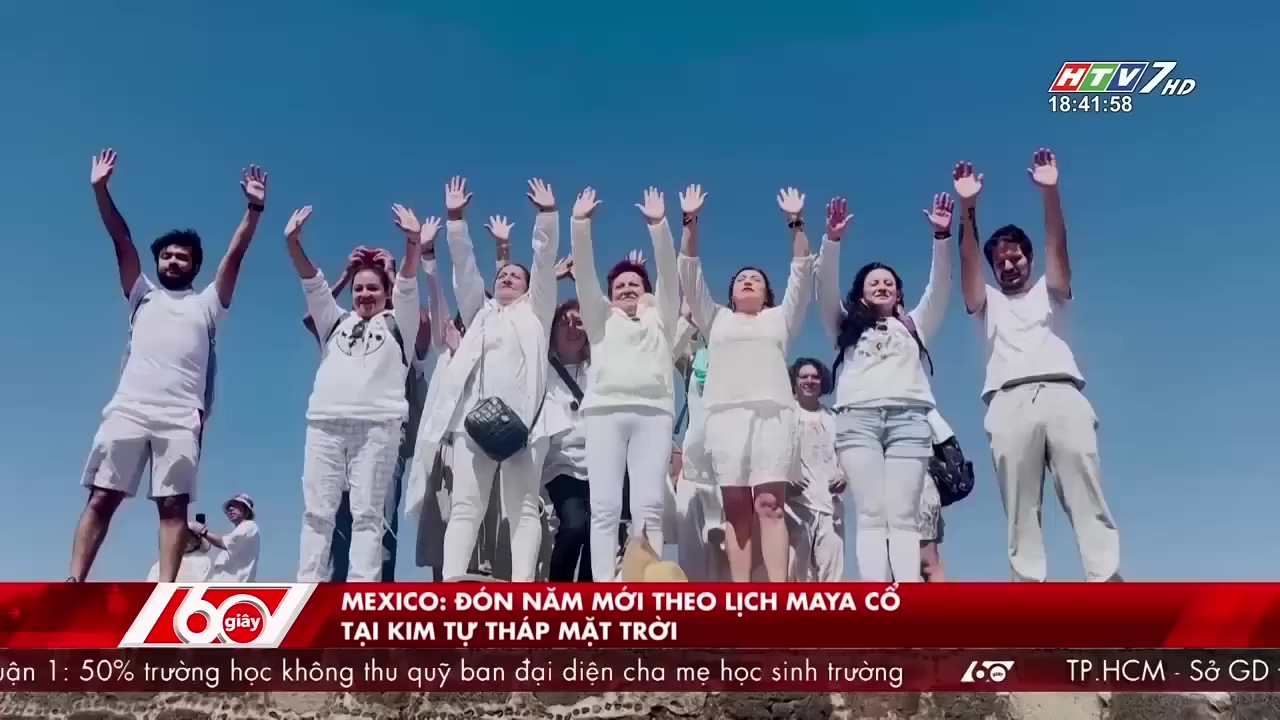 HTV7 HD
18:41:58
60 giây
MEXICO: ĐÓN NĂM MỚI THEO LỊCH MAYA CỔ
TẠI KIM TỰ THÁP MẶT TRỜI
1: 50% trường học không thu quỹ ban đại diện cha mẹ học sinh trường 60 giây TP.HCM - Sở GD